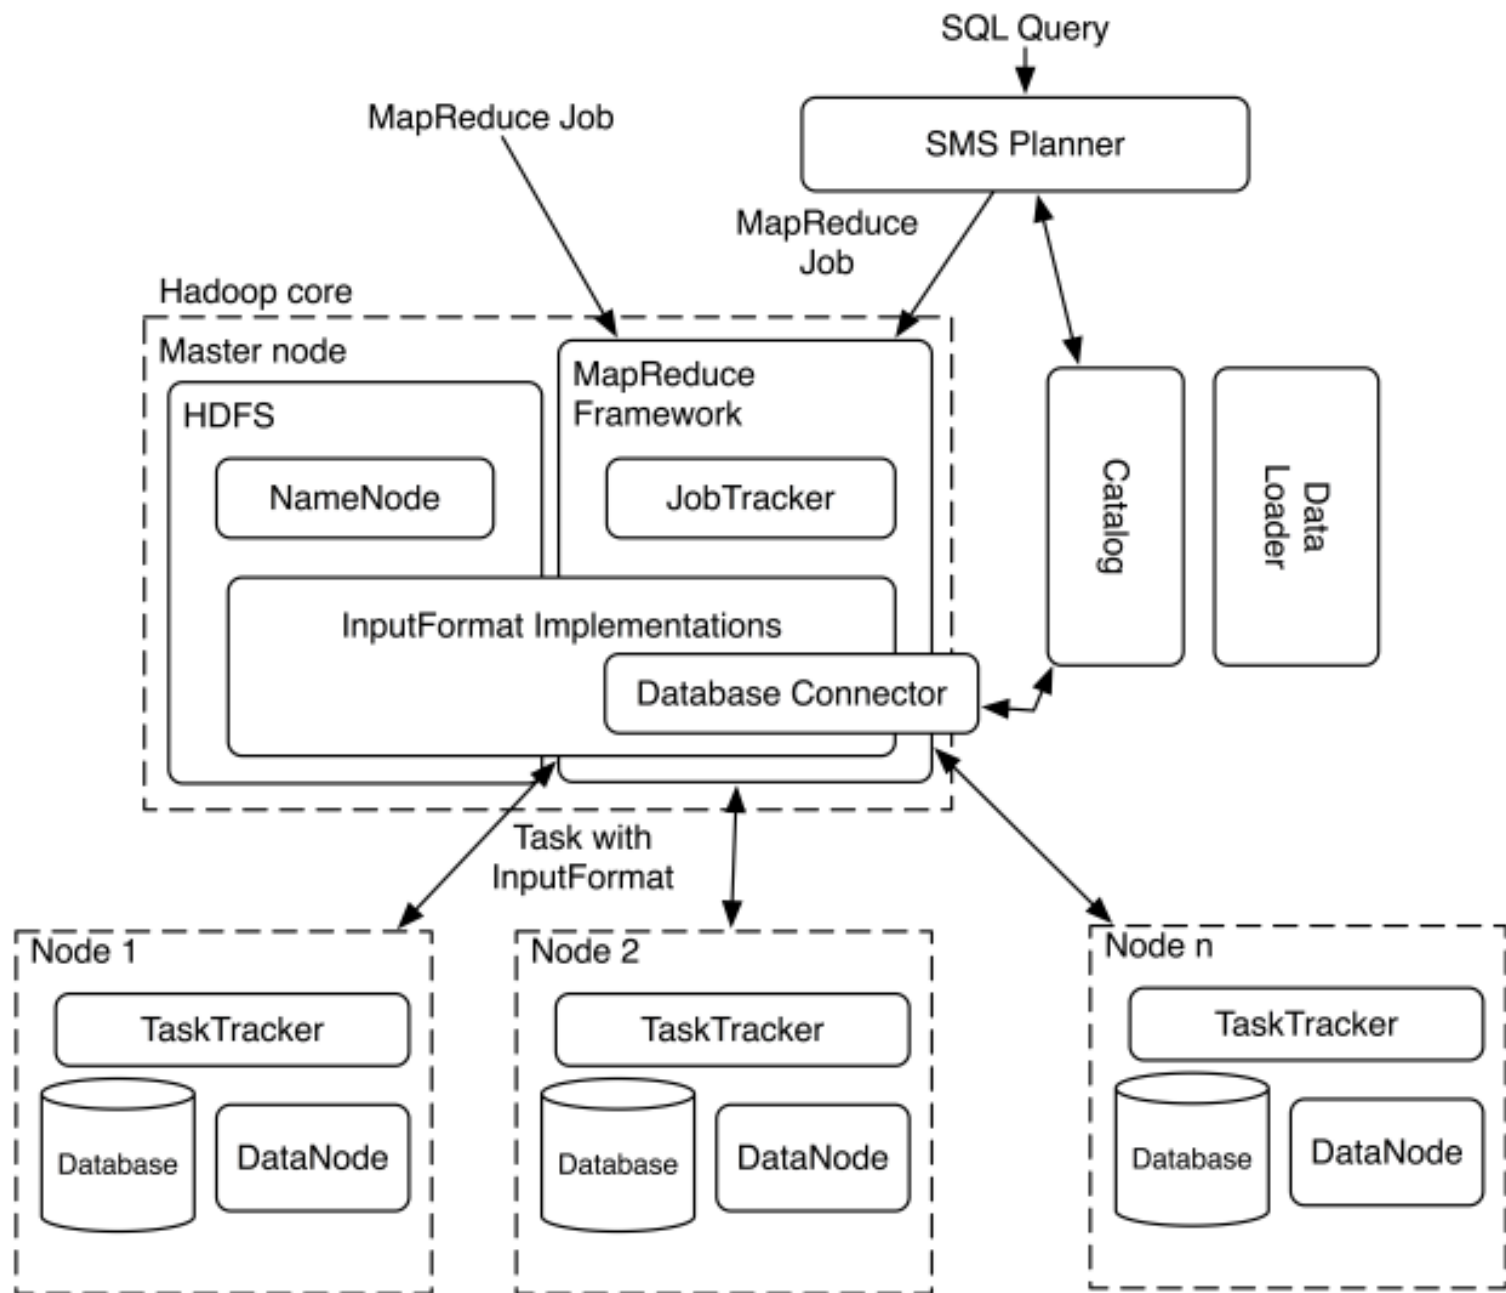 SQL Query
SMS Planner
MapReduce Job
MapReduce
Job
Hadoop core
Master node
HDFS
NameNode
MapReduce
Framework
JobTracker
InputFormat Implementations
Database Connector
Catalog
Data
Loader
Task with
InputFormat
Node 1
TaskTracker
Database
DataNode
Node 2
TaskTracker
Database
DataNode
Node n
TaskTracker
Database
DataNode